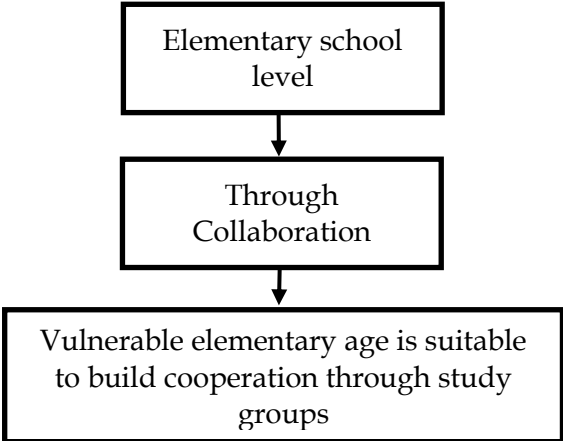 Elementary school
level
Through
Collaboration
Vulnerable elementary age is suitable
to build cooperation through study
groups